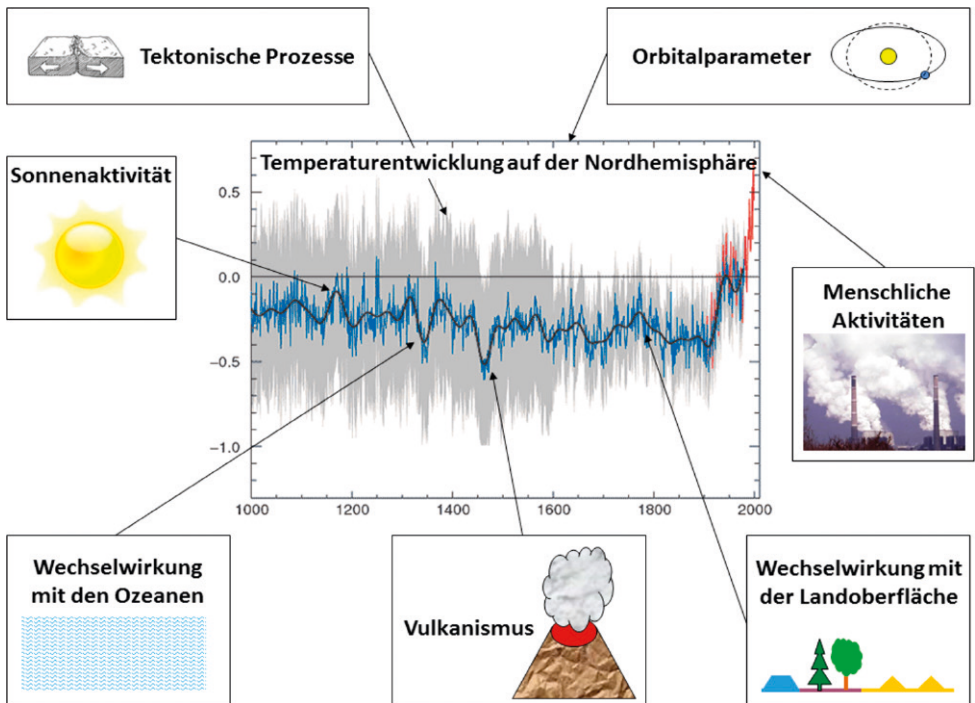 Tektonische Prozesse
Orbitalparameter
Temperaturentwicklung auf der Nordhemisphäre
Sonnenaktivität
0.5
0.0
−0.5
−1.0
1000
1200
1400
1600
1800
2000
Menschliche
Aktivitäten
Wechselwirkung
mit den Ozeanen
Vulkanismus
Wechselwirkung mit
der Landoberfläche